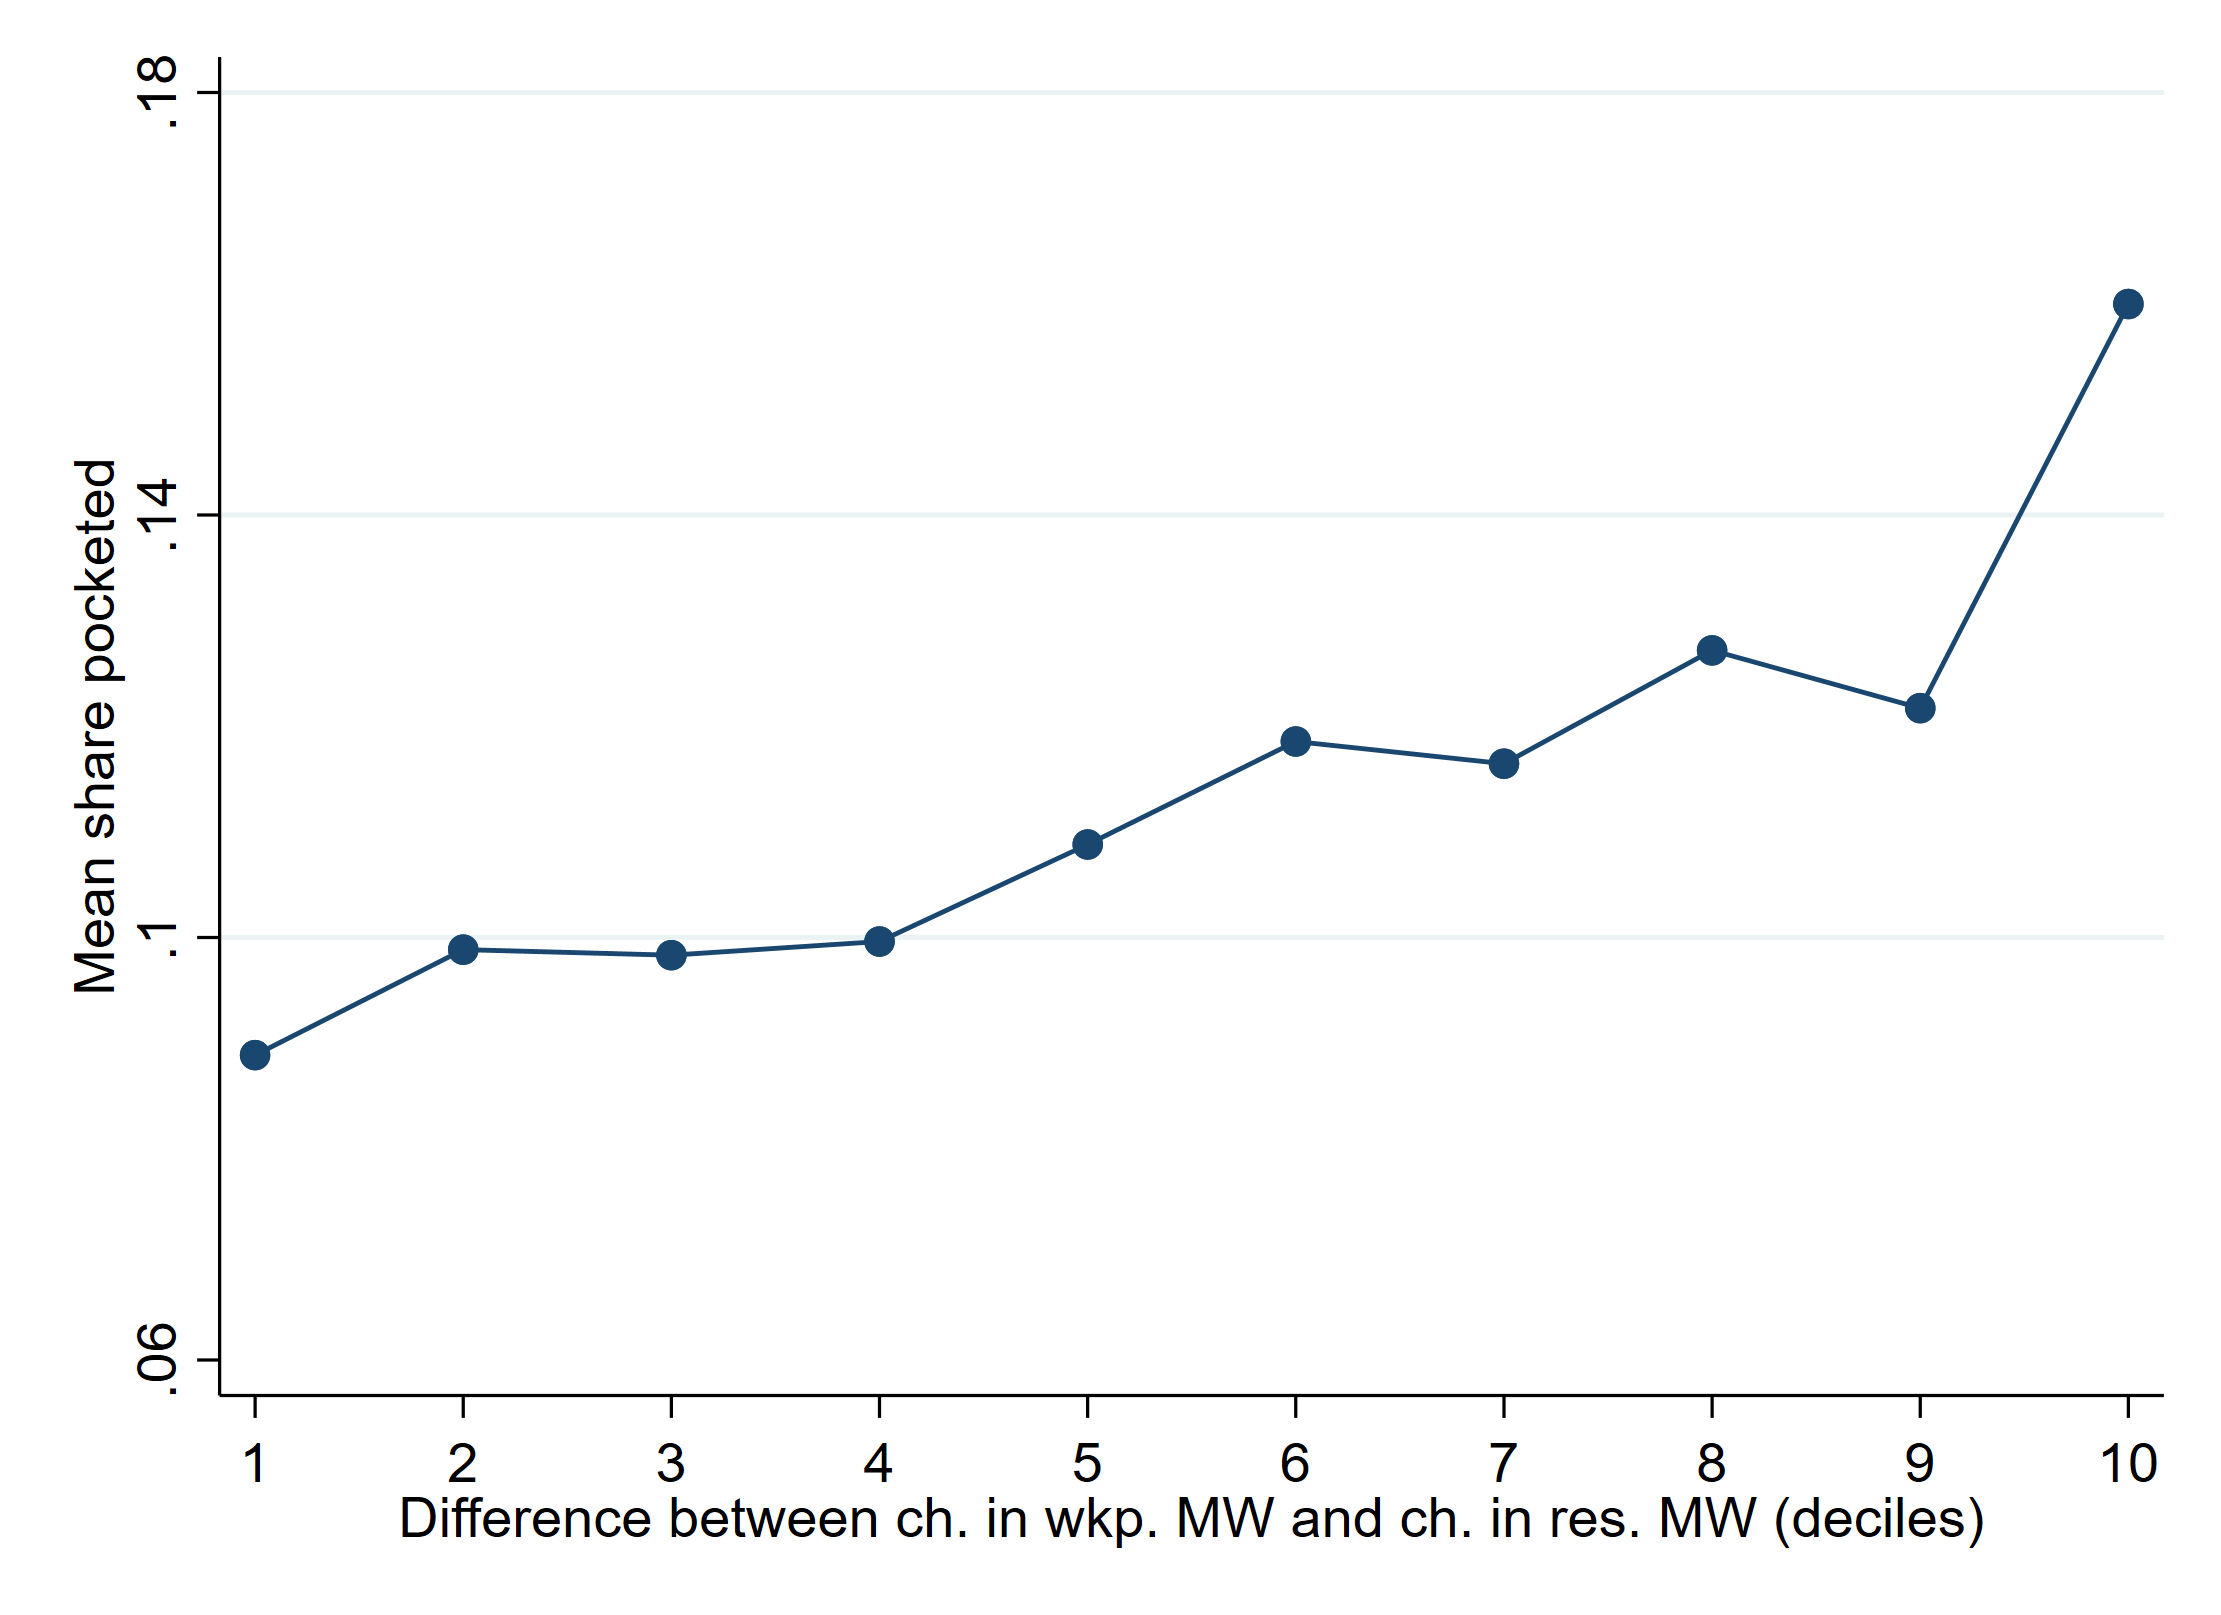 .18
.14
.1
.06
Mean share pocketed
1 2 3 4 5 6 7 8 9 10
Difference between ch. in wkp. MW and ch. in res. MW (deciles)